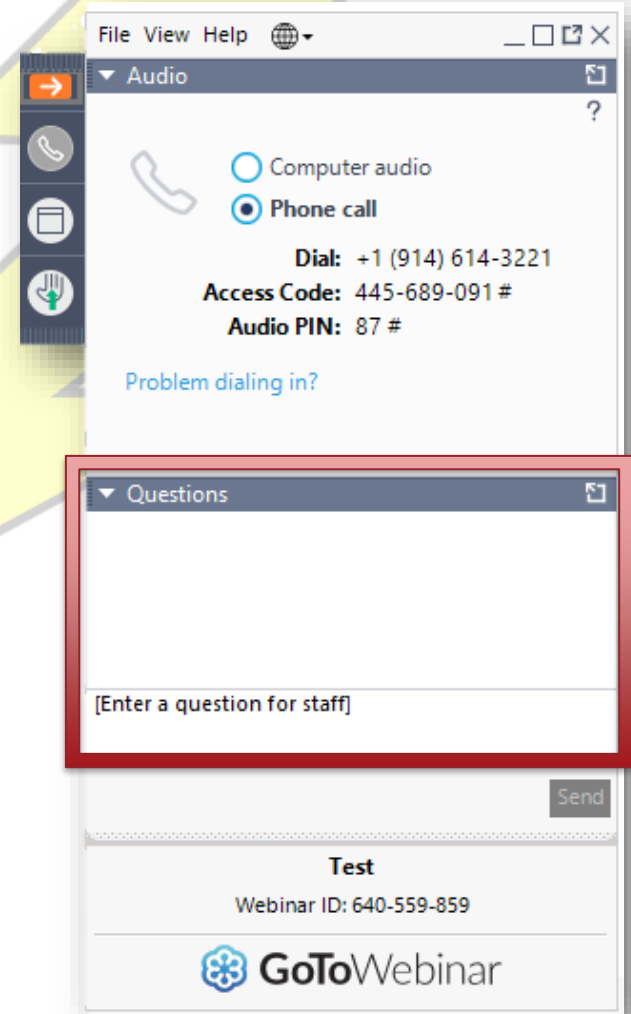 File View Help
Audio
?
Computer audio
Phone call
Dial: +1 (914) 614-3221
Access Code: 445-689-091 #
Audio PIN: 87 #
Problem dialing in?
Questions
[Enter a question for staff]
Send
Test
Webinar ID: 640-559-859
GoToWebinar